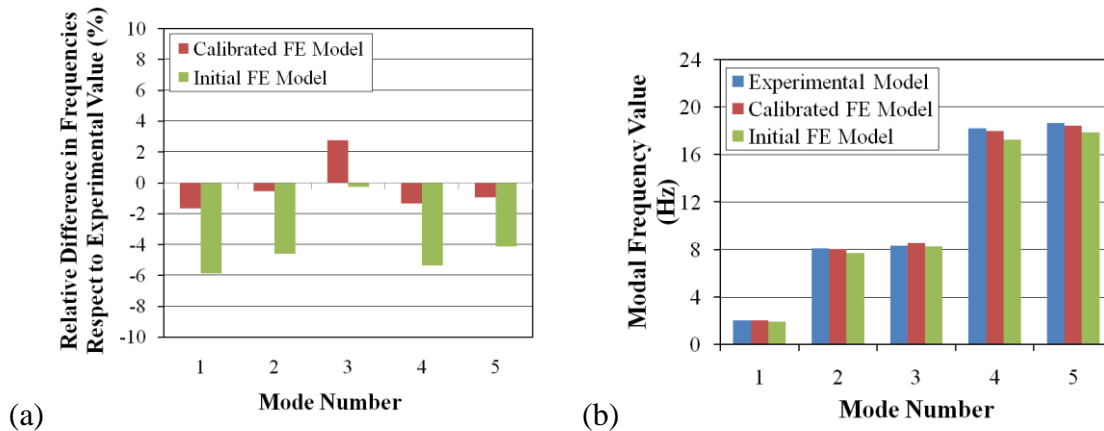 Relative Difference in Frequencies
Respect to Experimental Value (%)
10
8
6
4
2
0
-2
-4
-6
-8
-10
Calibrated FE Model
Initial FE Model
1 2 3 4 5
Mode Number
(a)
Modal Frequency Value
(Hz)
24
20
16
12
8
4
0
Experimental Model
Calibrated FE Model
Initial FE Model
1 2 3 4 5
Mode Number
(b)